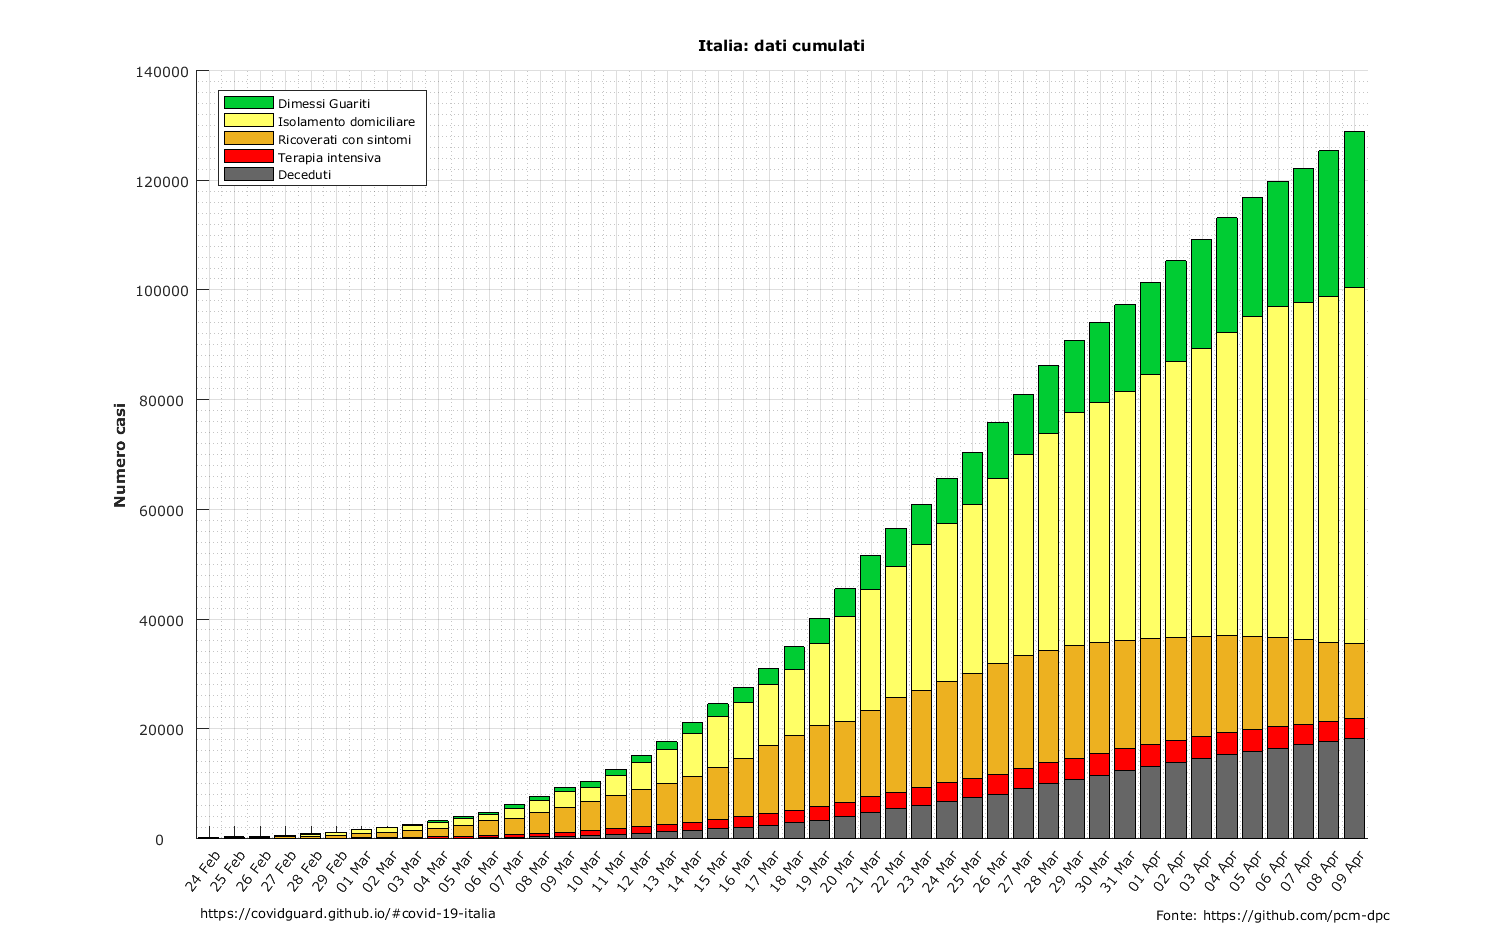 Italia: dati cumulati
140000
120000
100000
80000
60000
40000
20000
0
Numero casi
Dimessi Guariti
Isolamento domiciliare
Ricoverati con sintomi
Terapia intensiva
Deceduti
24 Feb
25 Feb
26 Feb
27 Feb
28 Feb
29 Feb
01 Mar
02 Mar
03 Mar
04 Mar
05 Mar
06 Mar
07 Mar
08 Mar
09 Mar
10 Mar
11 Mar
12 Mar
13 Mar
14 Mar
15 Mar
16 Mar
17 Mar
18 Mar
19 Mar
20 Mar
21 Mar
22 Mar
23 Mar
24 Mar
25 Mar
26 Mar
27 Mar
28 Mar
29 Mar
30 Mar
31 Mar
01 Apr
02 Apr
03 Apr
04 Apr
05 Apr
06 Apr
07 Apr
08 Apr
09 Apr
https://covidguard.github.io/#covid-19-italia
Fonte: https://github.com/pcm-dpc